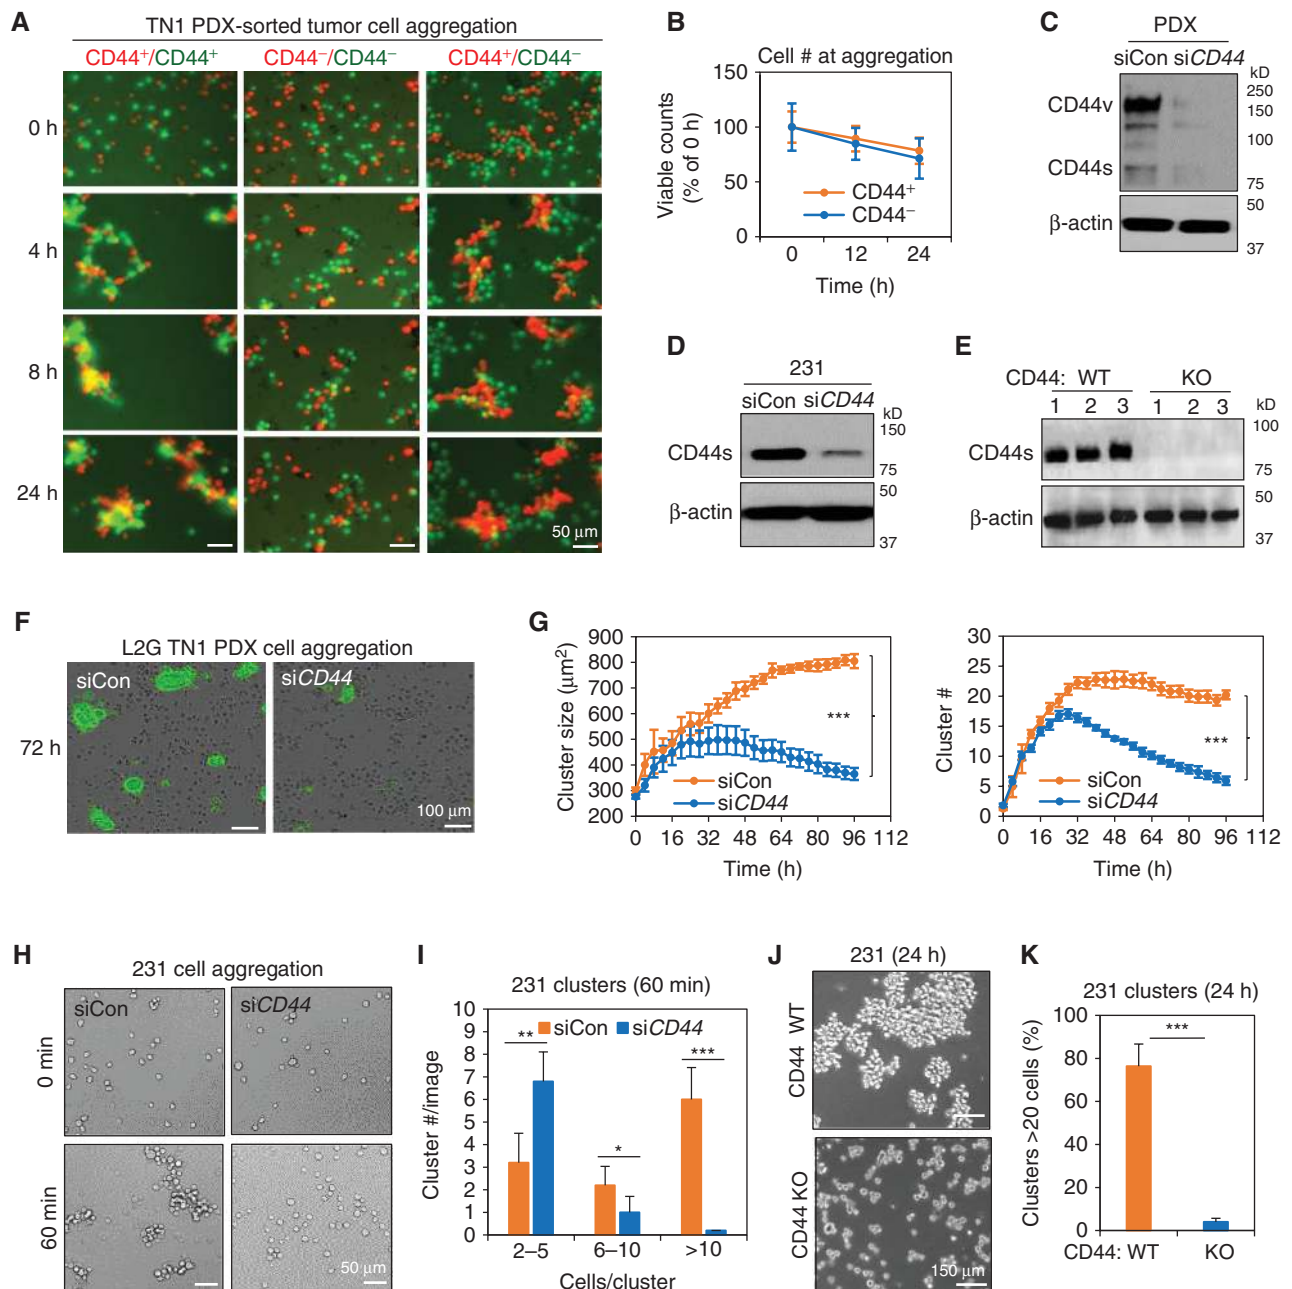 A
TN1 PDX-sorted tumor cell aggregation
CD44+/CD44+ CD44−/CD44− CD44+/CD44−
0 h
4 h
8 h
24 h
50 μm
B
Cell # at aggregation
Viable counts
(% of 0 h)
150
100
50
0
CD44+
CD44−
0 12 24
Time (h)
C
PDX
siCon siCD44
kD
CD44v
CD44s
β-actin
250
150
100
75
50
37
D
231
siCon siCD44
kD
CD44s
β-actin
150
75
50
37
E
CD44: WT KO
1 2 3 1 2 3
kD
CD44s
β-actin
100
75
50
37
F
L2G TN1 PDX cell aggregation
siCon siCD44
72 h
100 μm
G
Cluster size (μm2)
900
800
700
600
500
400
300
200
***
siCon
siCD44
0 16 32 48 64 80 96 112
Time (h)
Cluster #
30
25
20
15
10
5
0
***
siCon
siCD44
0 16 32 48 64 80 96 112
Time (h)
H
231 cell aggregation
siCon siCD44
0 min
60 min
50 μm
I
231 clusters (60 min)
Cluster #/image
10
9
8
7
6
5
4
3
2
1
0
siCon siCD44
** * ***
2–5 6–10 >10
Cells/cluster
J
231 (24 h)
CD44 WT
CD44 KO
150 μm
K
231 clusters (24 h)
Clusters >20 cells (%)
100
80
60
40
20
0
***
CD44: WT KO